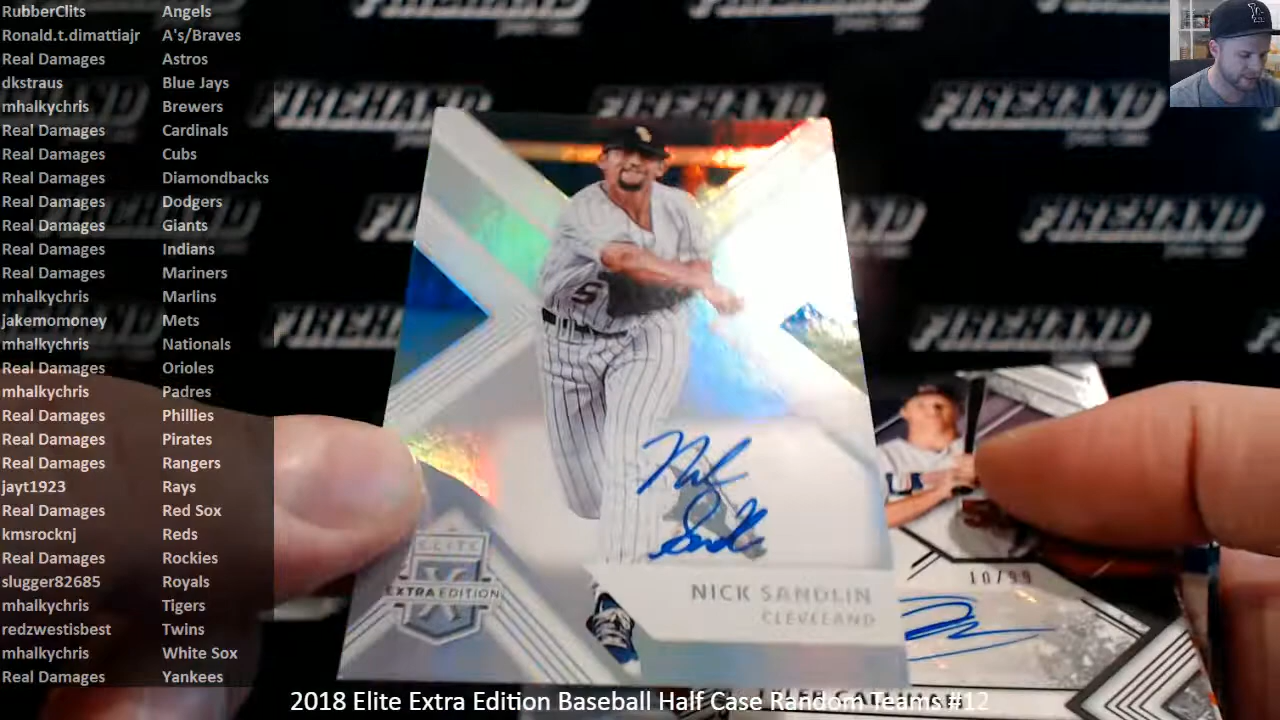 RubberClits Angels
Ronald.t.dimattiajr A's/Braves
Real Damages Astros
dkstraus Blue Jays
mhalkychris Brewers
Real Damages Cardinals
Real Damages Cubs
Real Damages Diamondbacks
Real Damages Dodgers
Real Damages Giants
Real Damages Indians
Real Damages Mariners
mhalkychris Marlins
jakemomoney Mets
mhalkychris Nationals
Real Damages Orioles
mhalkychris Padres
Real Damages Phillies
Real Damages Pirates
Real Damages Rangers
jayt1923 Rays
Real Damages Red Sox
kmsrocknj Reds
Real Damages Rockies
slugger82685 Royals
mhalkychris Tigers
redzwestisbest Twins
mhalkychris White Sox
Real Damages Yankees
FIREHAND
FIREHAND
FIREHAND
FIREHAND
FIREHAND
FIREHAND
ELITE
X
EXTRA EDITION
NICK SANDLIN
CLEVELAND
10/99
2018 Elite Extra Edition Baseball Half Case Random Teams #12